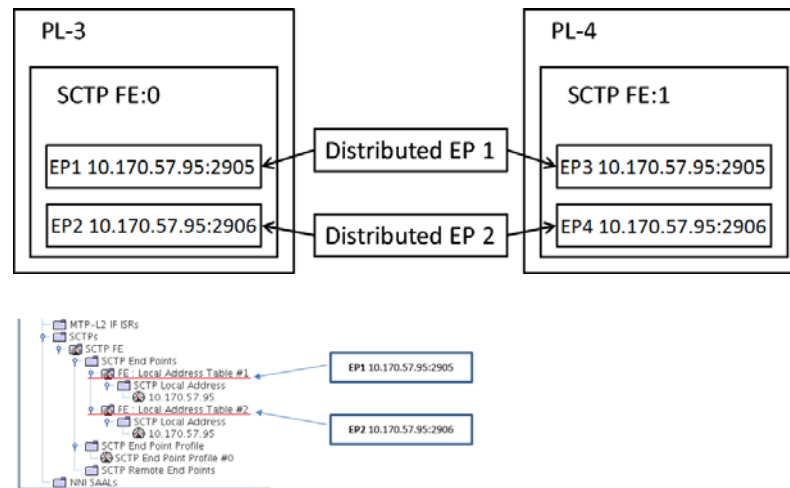 PL-3
PL-4
SCTP FE:0
SCTP FE:1
Distributed EP 1
EP1 10.170.57.95:2905
EP3 10.170.57.95:2905
EP2 10.170.57.95:2906
EP4 10.170.57.95:2906
Distributed EP 2
MTP-L2 IF ISRs
SCTPs
SCTP FE
SCTP End Points
FE : Local Address Table #1
EP1 10.170.57.95:2905
SCTP Local Address
10.170.57.95
FE : Local Address Table #2
SCTP Local Address
EP2 10.170.57.95:2906
10.170.57.95
SCTP End Point Profile
SCTP End Point Profile #0
SCTP Remote End Points
NNI SAALs